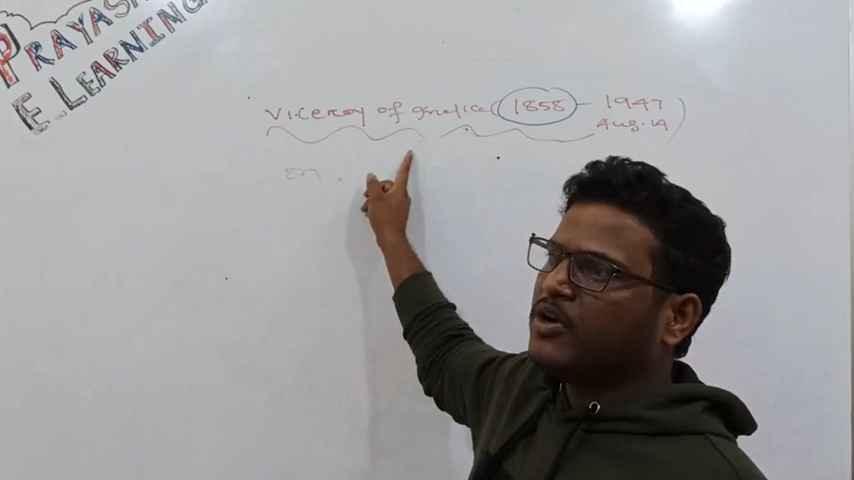 PRAYASH
E LEARNING
Viceroy of India (1858 - 1947
Aug. 14)